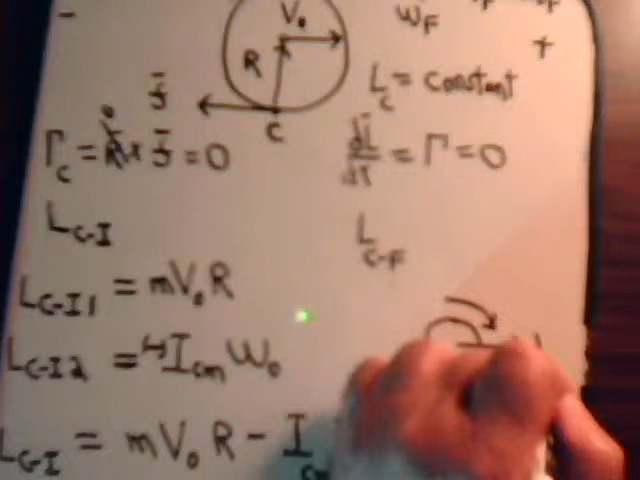 V₀
ω_F
R
+
f̄
L_C = constant
C
Γ_C = R̄ x f̄ = 0
dL̄/dT = Γ = 0
L_C-I
L_C-F
L_C-I1 = mV₀R
L_C-I2 = I_cm ω₀
L_C-I = mV₀R - I_cm